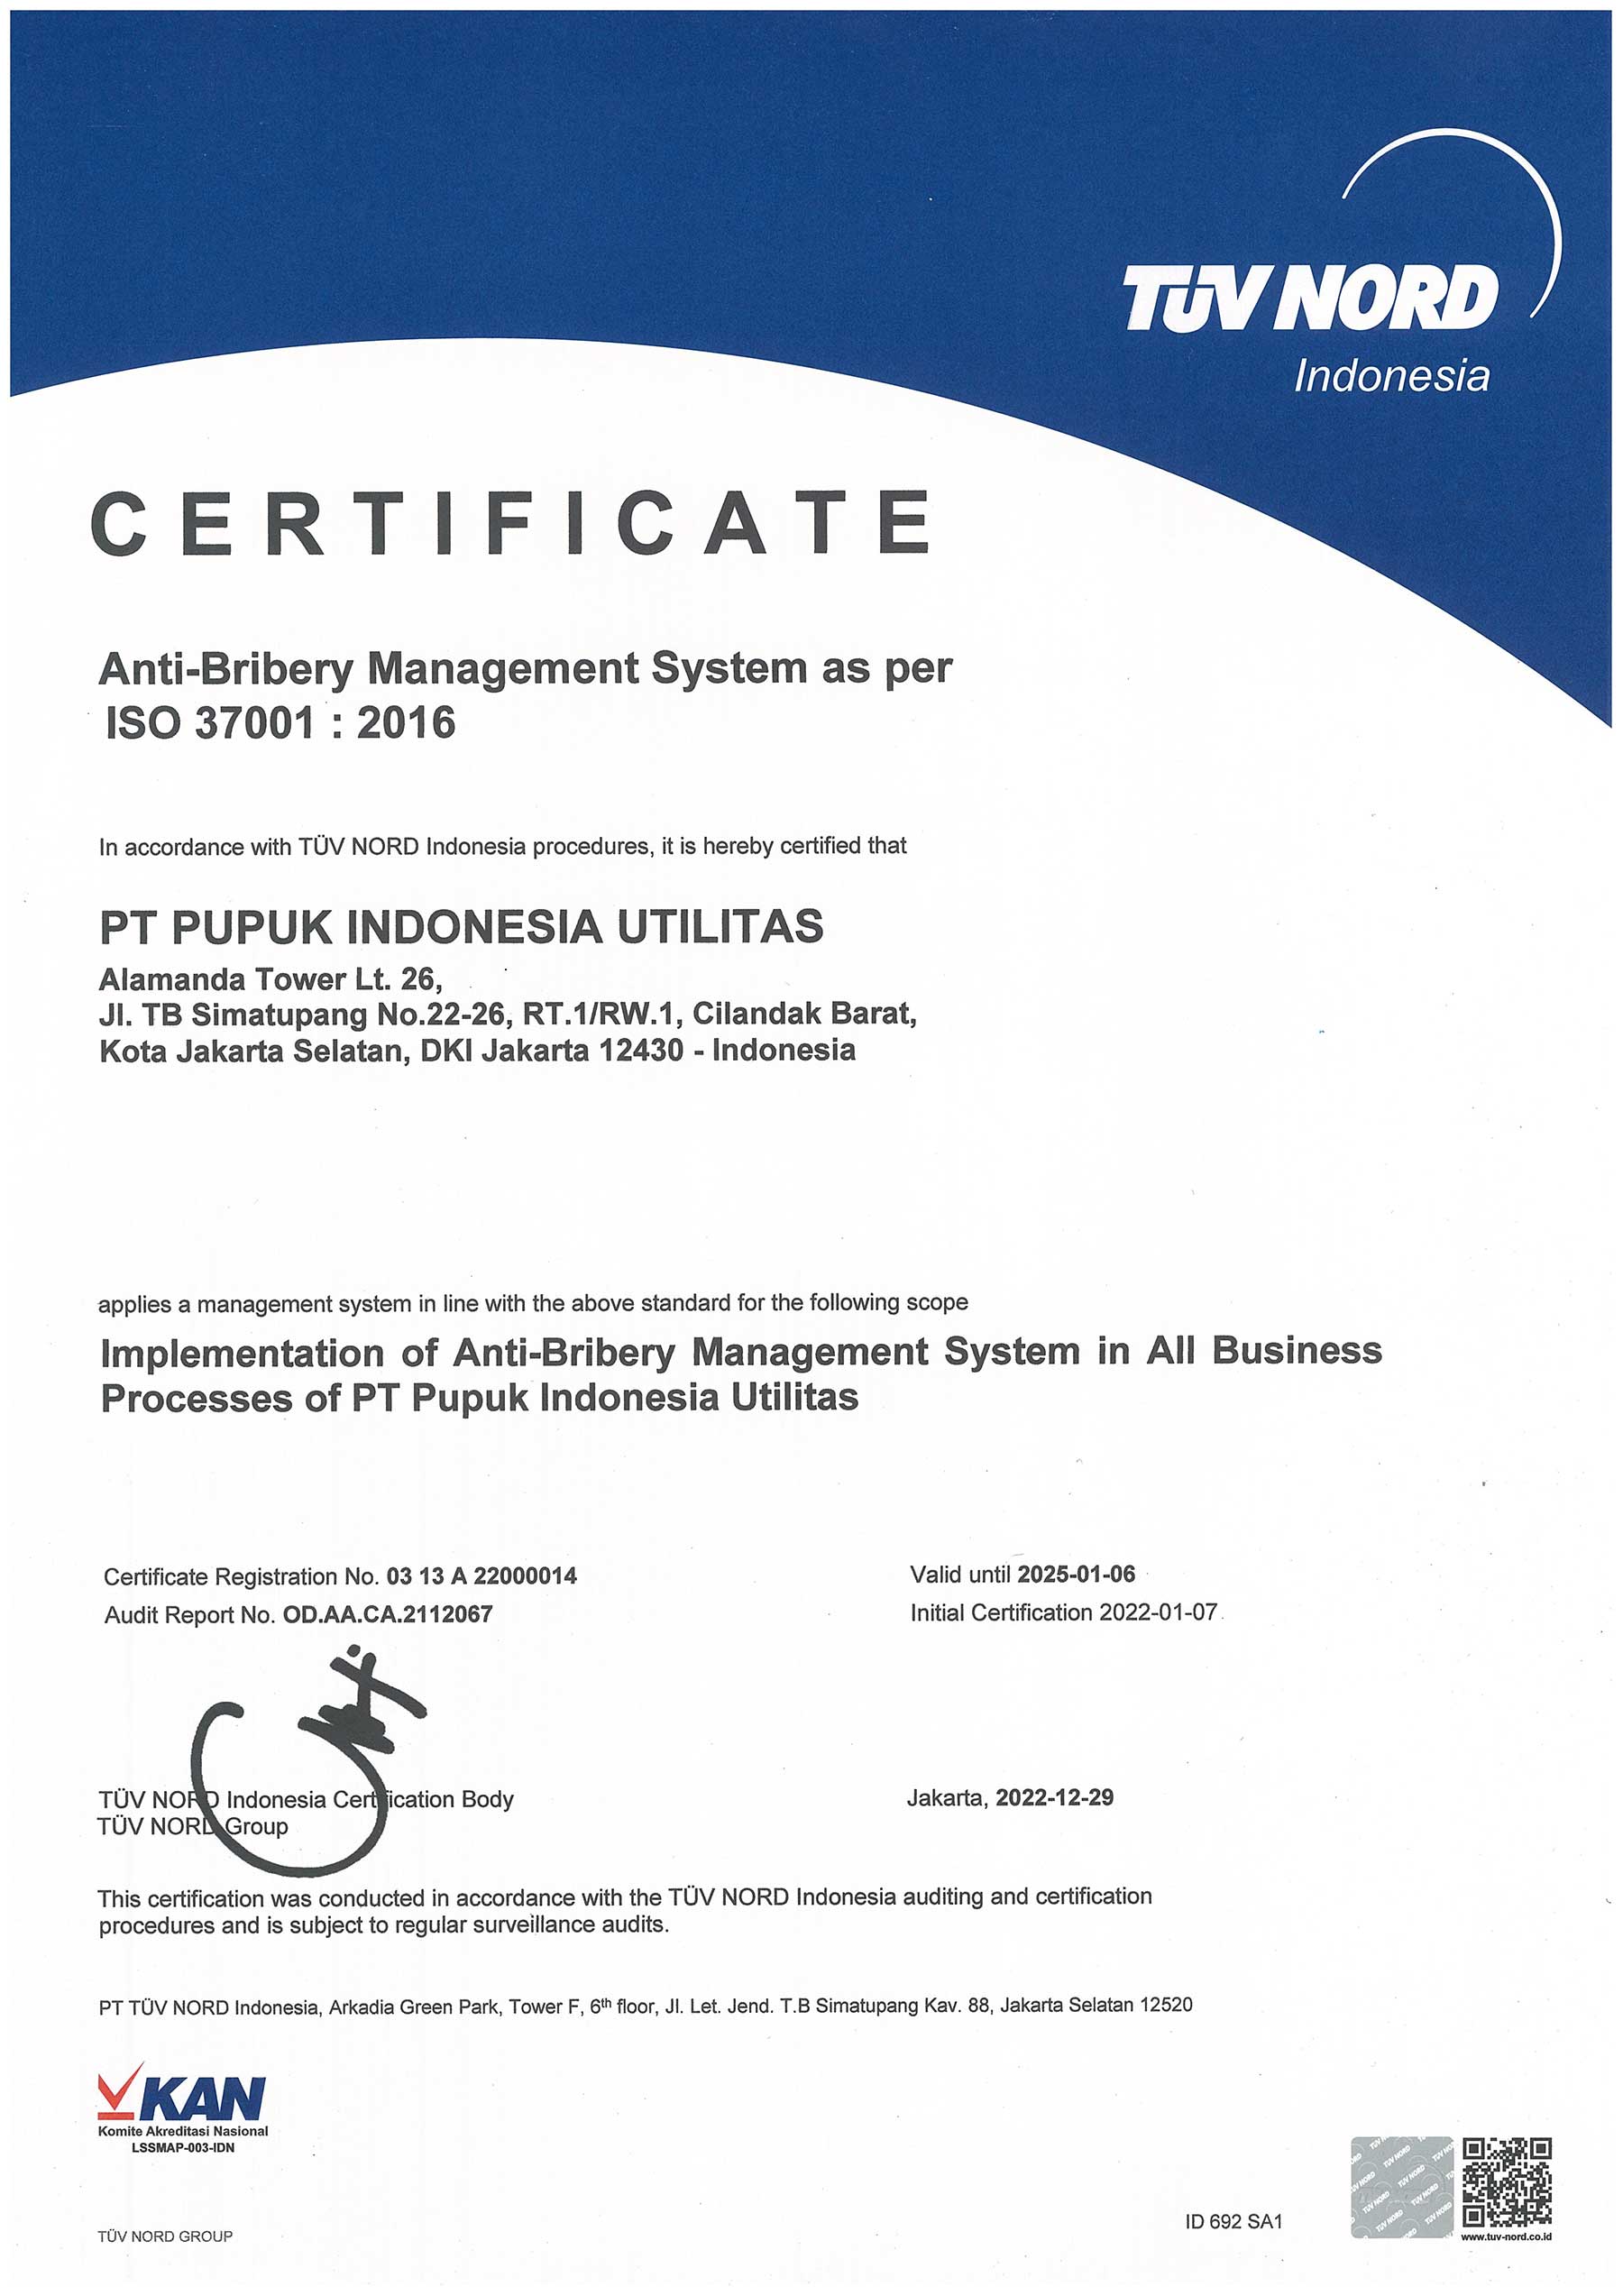 TÜV NORD
Indonesia
CERTIFICATE
Anti-Bribery Management System as per
ISO 37001 : 2016
In accordance with TÜV NORD Indonesia procedures, it is hereby certified that
PT PUPUK INDONESIA UTILITAS
Alamanda Tower Lt. 26,
Jl. TB Simatupang No.22-26, RT.1/RW.1, Cilandak Barat,
Kota Jakarta Selatan, DKI Jakarta 12430 - Indonesia
applies a management system in line with the above standard for the following scope
Implementation of Anti-Bribery Management System in All Business
Processes of PT Pupuk Indonesia Utilitas
Certificate Registration No. 03 13 A 22000014
Audit Report No. OD.AA.CA.2112067
Valid until 2025-01-06
Initial Certification 2022-01-07
TÜV NORD Indonesia Certification Body
TÜV NORD Group
Jakarta, 2022-12-29
This certification was conducted in accordance with the TÜV NORD Indonesia auditing and certification
procedures and is subject to regular surveillance audits.
PT TÜV NORD Indonesia, Arkadia Green Park, Tower F, 6th floor, Jl. Let. Jend. T.B Simatupang Kav. 88, Jakarta Selatan 12520
KAN
Komite Akreditasi Nasional
LSSMAP-003-IDN
TÜV NORD GROUP
ID 692 SA1
www.tuv-nord.co.id